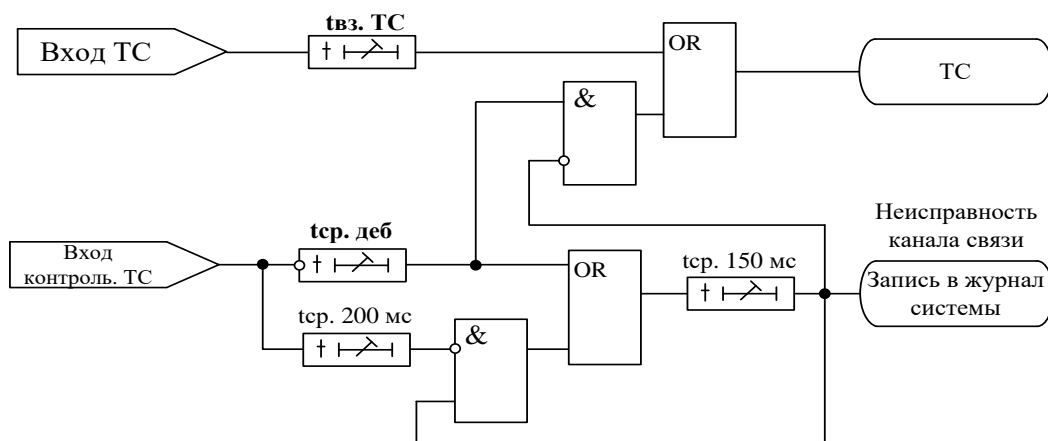 tвз. ТС
Вход ТС
OR
ТС
&
Неисправность
канала связи
tср. деб
Вход
контроль. ТС
OR
tср. 150 мс
Запись в журнал
системы
tср. 200 мс
&